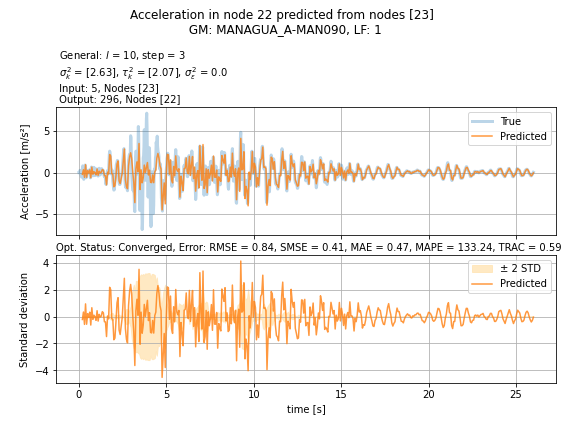 Acceleration in node 22 predicted from nodes [23]
GM: MANAGUA_A-MAN090, LF: 1
General: l = 10, step = 3
σ²ₖ = [2.63], τ²ₖ = [2.07], σ²ε = 0.0
Input: 5, Nodes [23]
Output: 296, Nodes [22]
Acceleration [m/s²]
5
0
−5
True
Predicted
Opt. Status: Converged, Error: RMSE = 0.84, SMSE = 0.41, MAE = 0.47, MAPE = 133.24, TRAC = 0.59
Standard deviation
4
2
0
−2
−4
± 2 STD
Predicted
0 5 10 15 20 25
time [s]